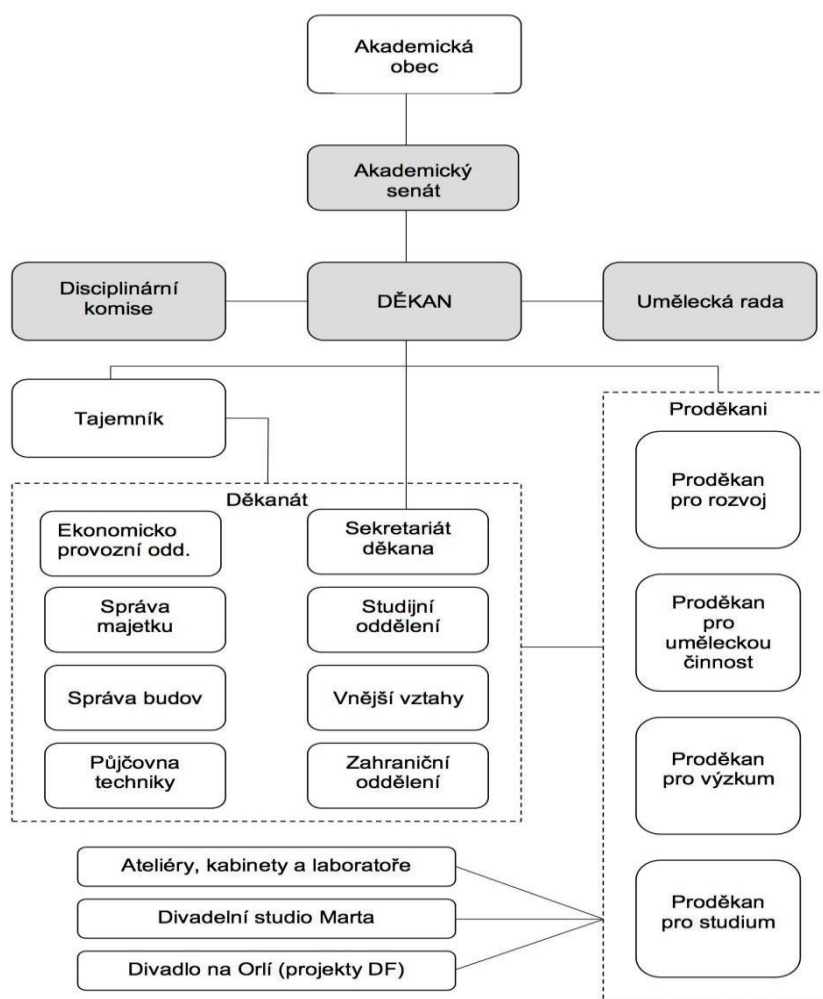 Akademická
obec
Akademický
senát
Disciplinární
komise
DĚKAN
Umělecká rada
Tajemník
Proděkani
Proděkan
pro rozvoj
Proděkan
pro
uměleckou
činnost
Proděkan
pro výzkum
Proděkan
pro studium
Děkanát
Ekonomicko
provozní odd.
Sekretariát
děkana
Správa
majetku
Studijní
oddělení
Správa budov
Vnější vztahy
Půjčovna
techniky
Zahraniční
oddělení
Ateliéry, kabinety a laboratoře
Divadelní studio Marta
Divadlo na Orlí (projekty DF)